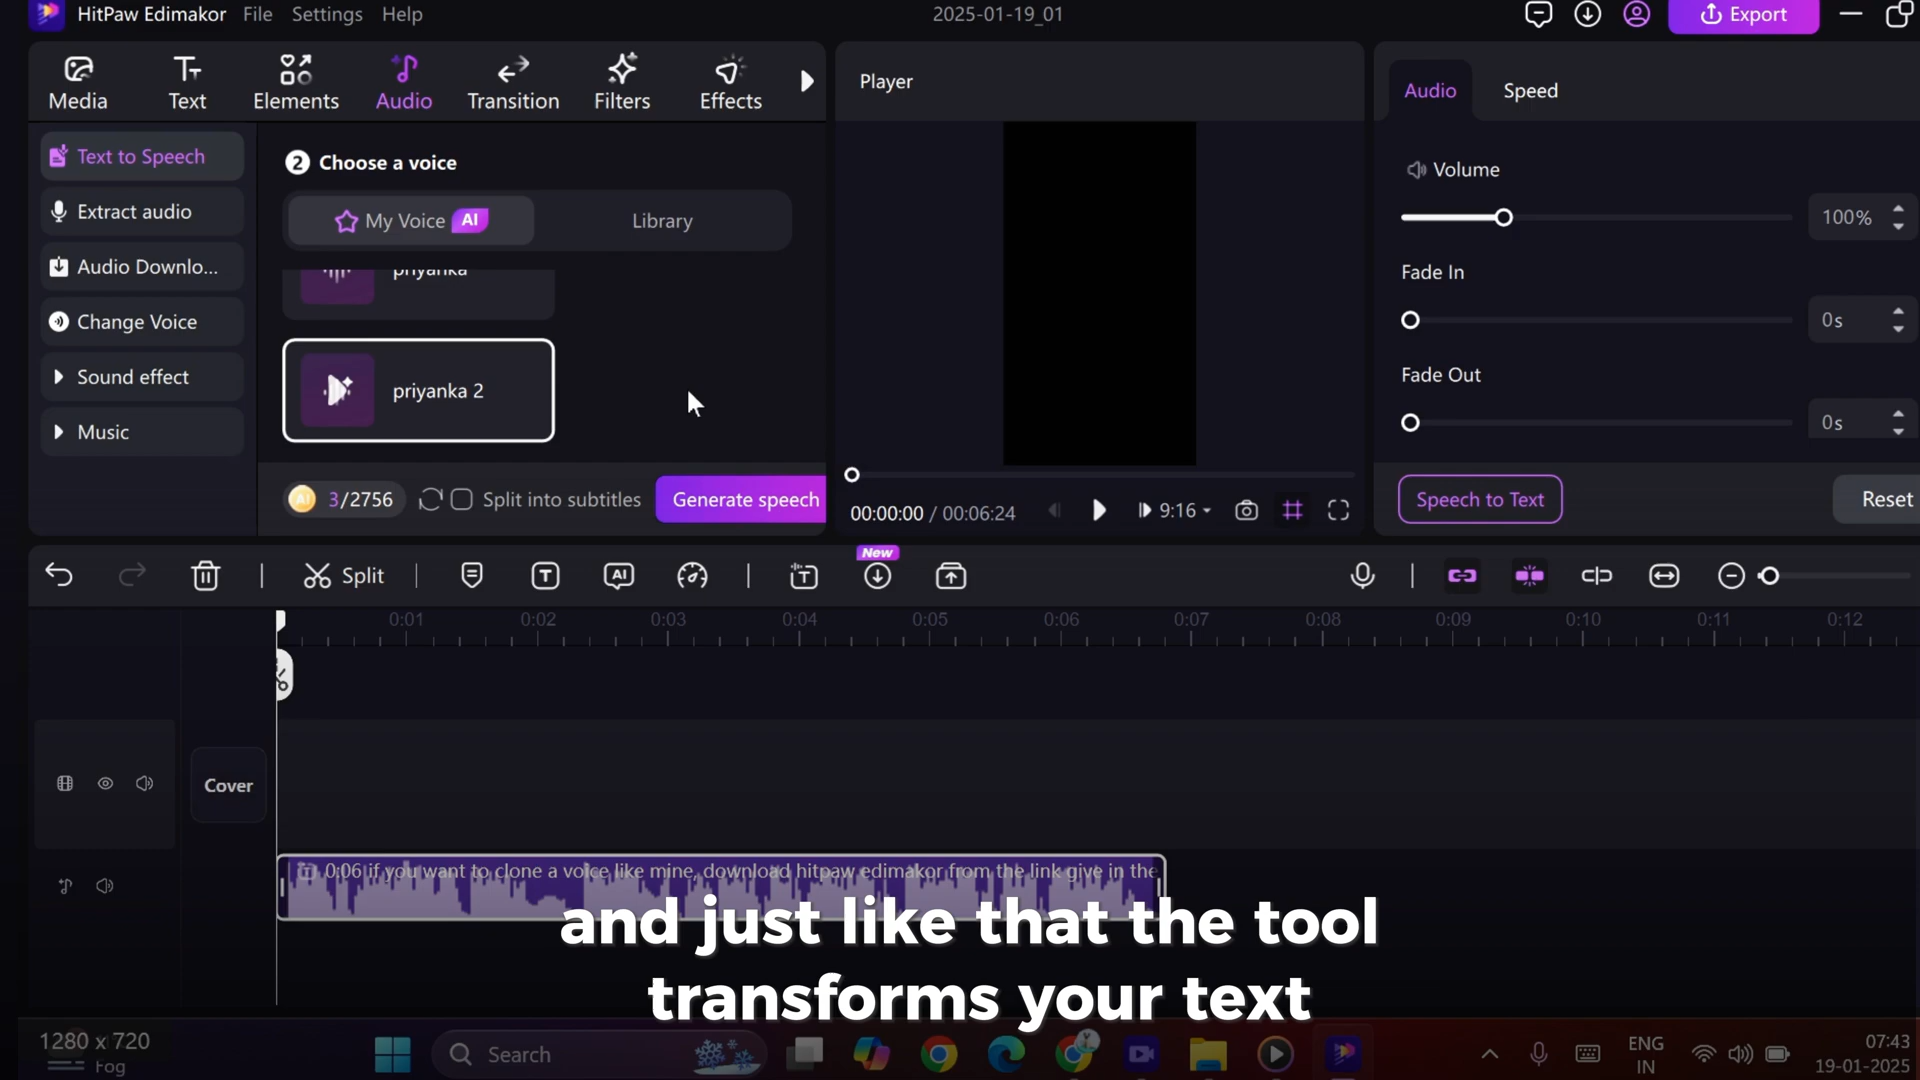 HitPaw Edimakor File Settings Help
2025-01-19_01
Export
Media
Text
Elements
Audio
Transition
Filters
Effects
Text to Speech
Extract audio
Audio Downlo...
Change Voice
Sound effect
Music
2 Choose a voice
My Voice AI
Library
priyanka
priyanka 2
AI 3/2756
Split into subtitles
Generate speech
Player
00:00:00 / 00:06:24
9:16
Audio
Speed
Volume
100%
Fade In
0s
Fade Out
0s
Speech to Text
Reset
Split
AI
New
0:01 0:02 0:03 0:04 0:05 0:06 0:07 0:08 0:09 0:10 0:11 0:12
Cover
0:06 if you want to clone a voice like mine, download hitpaw edimakor from the link give in the
and just like that the tool
transforms your text
1280 x 720
Fog
Search
ENG
IN
07:43
19-01-2025